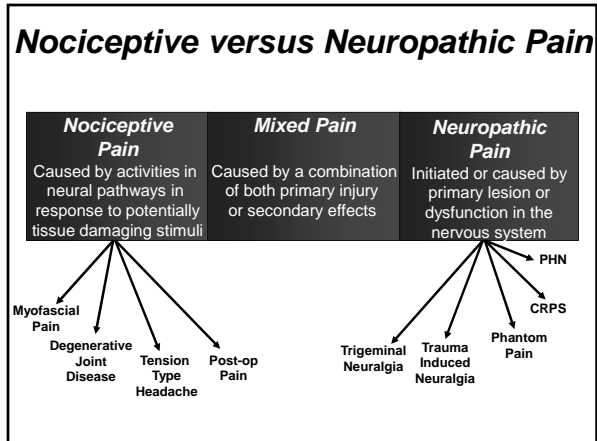 Nociceptive versus Neuropathic Pain
Nociceptive
Pain
Caused by activities in
neural pathways in
response to potentially
tissue damaging stimuli
Mixed Pain
Caused by a combination
of both primary injury
or secondary effects
Neuropathic
Pain
Initiated or caused by
primary lesion or
dysfunction in the
nervous system
Myofascial
Pain
Degenerative
Joint
Disease
Tension
Type
Headache
Post-op
Pain
Trigeminal
Neuralgia
Trauma
Induced
Neuralgia
Phantom
Pain
CRPS
PHN